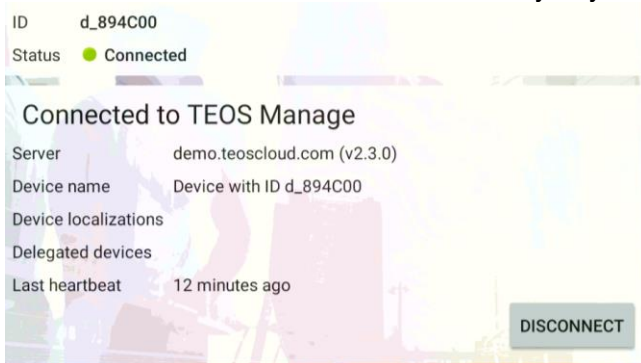 ID d_894C00
Status Connected
Connected to TEOS Manage
Server demo.teoscloud.com (v2.3.0)
Device name Device with ID d_894C00
Device localizations
Delegated devices
Last heartbeat 12 minutes ago
DISCONNECT